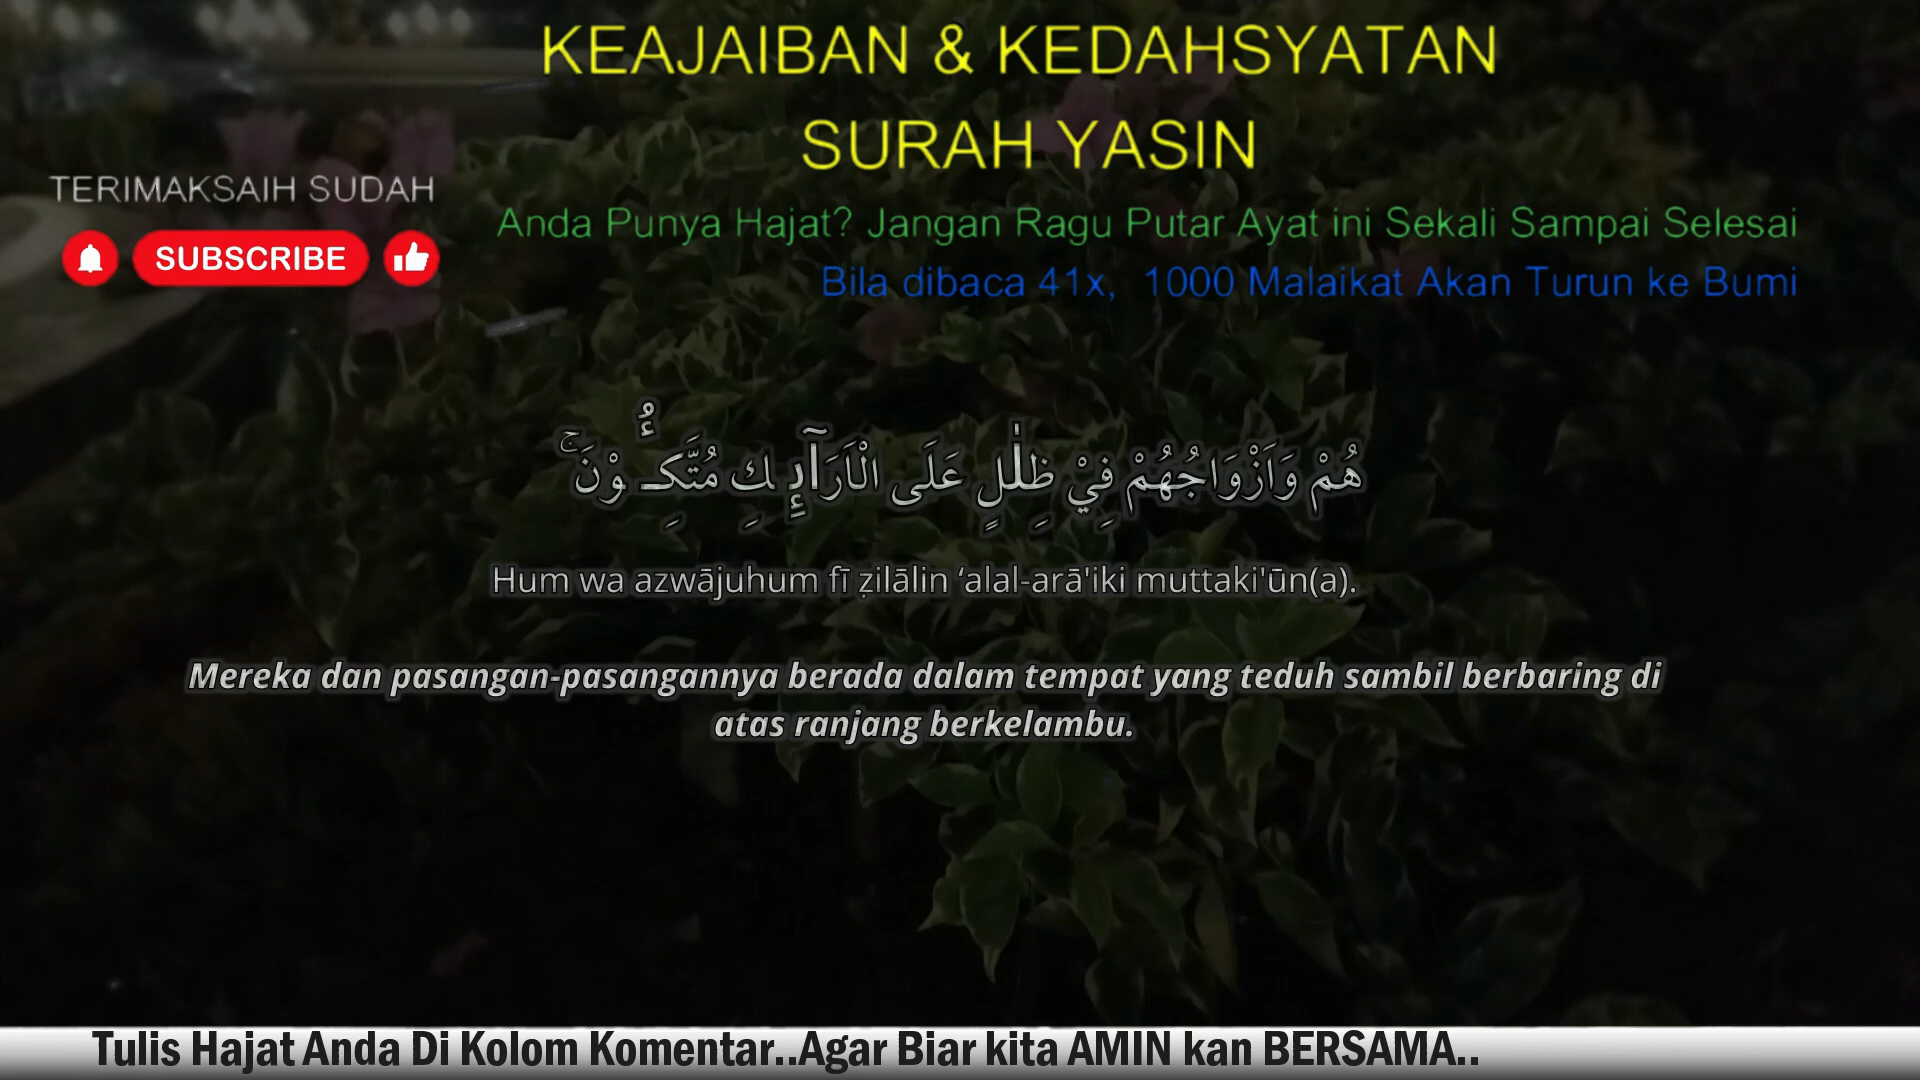 KEAJAIBAN & KEDAHSYATAN
SURAH YASIN
TERIMAKSAIH SUDAH
SUBSCRIBE
Anda Punya Hajat? Jangan Ragu Putar Ayat ini Sekali Sampai Selesai
Bila dibaca 41x, 1000 Malaikat Akan Turun ke Bumi
هُمْ وَاَزْوَاجُهُمْ فِيْ ظِلٰلٍ عَلَى الْاَرَآىِٕكِ مُتَّكِـُٔوْنَ ۚ
Hum wa azwājuhum fī ẓilālin ‘alal-arā'iki muttaki'ūn(a).
Mereka dan pasangan-pasangannya berada dalam tempat yang teduh sambil berbaring di
atas ranjang berkelambu.
Tulis Hajat Anda Di Kolom Komentar..Agar Biar kita AMIN kan BERSAMA..